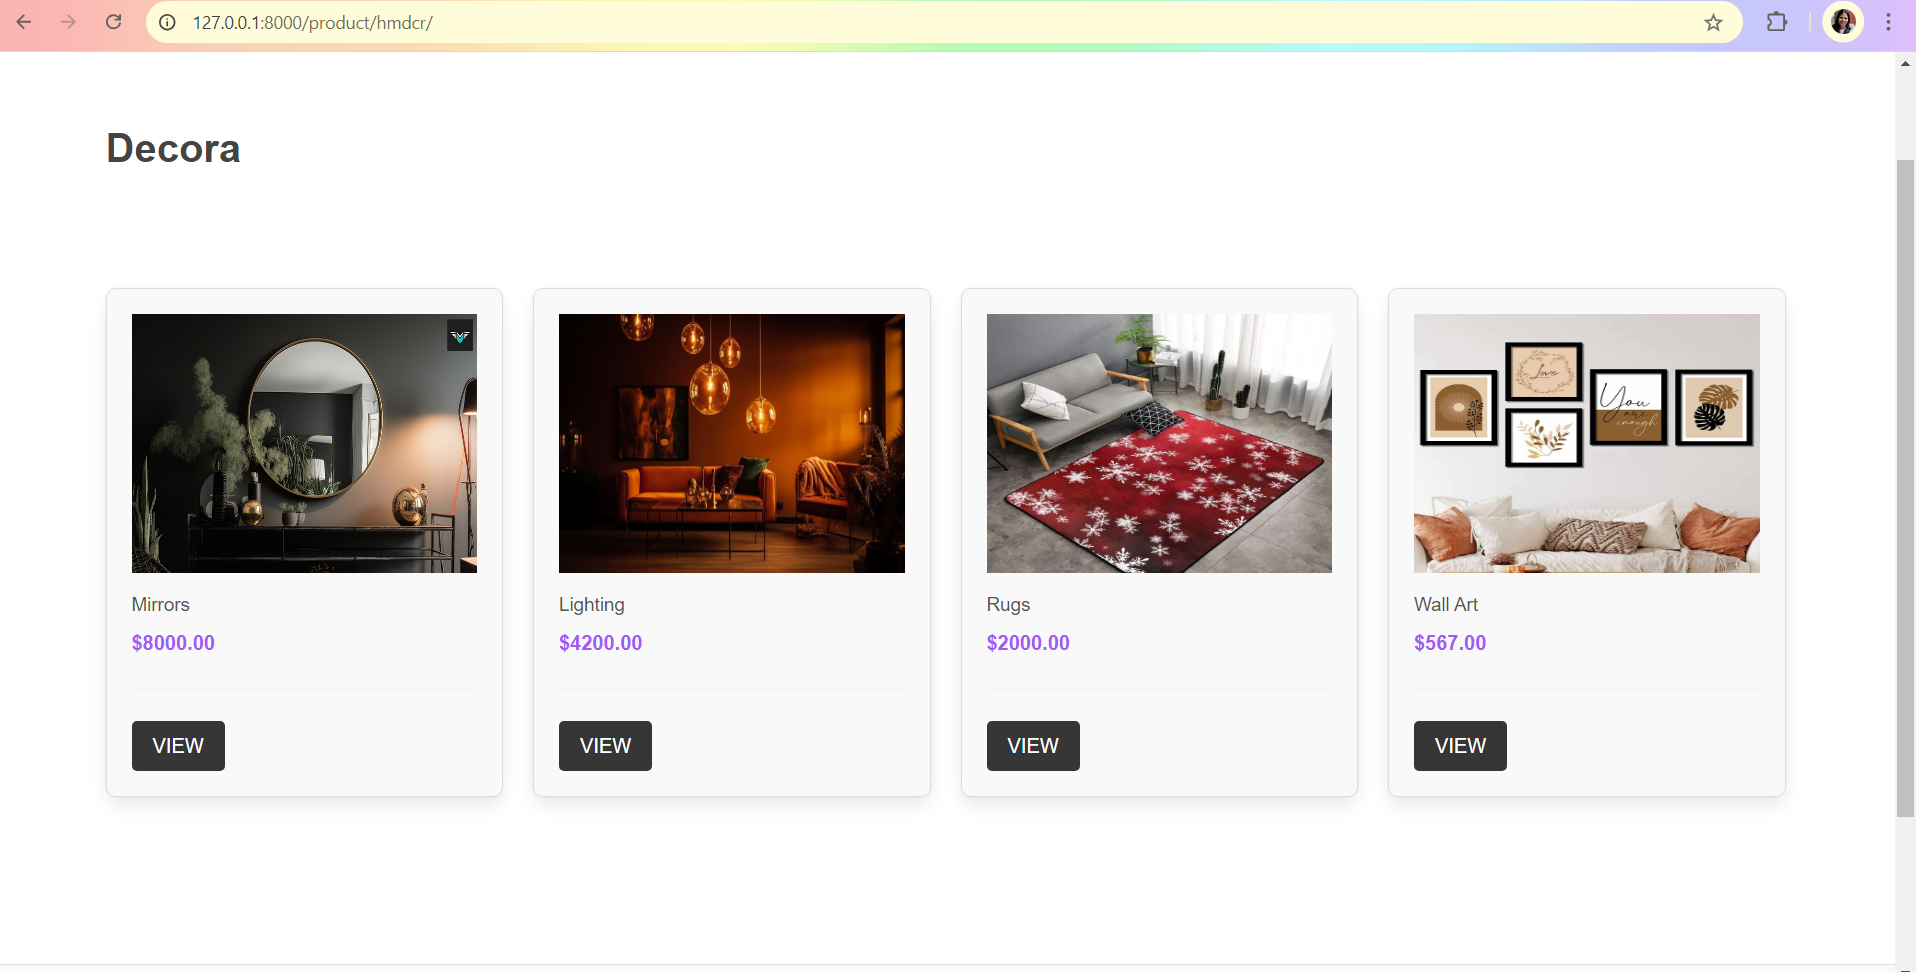 127.0.0.1:8000/product/hmdcr/
Decora
Love
You
are
enough
Mirrors
Lighting
Rugs
Wall Art
$8000.00
$4200.00
$2000.00
$567.00
VIEW
VIEW
VIEW
VIEW